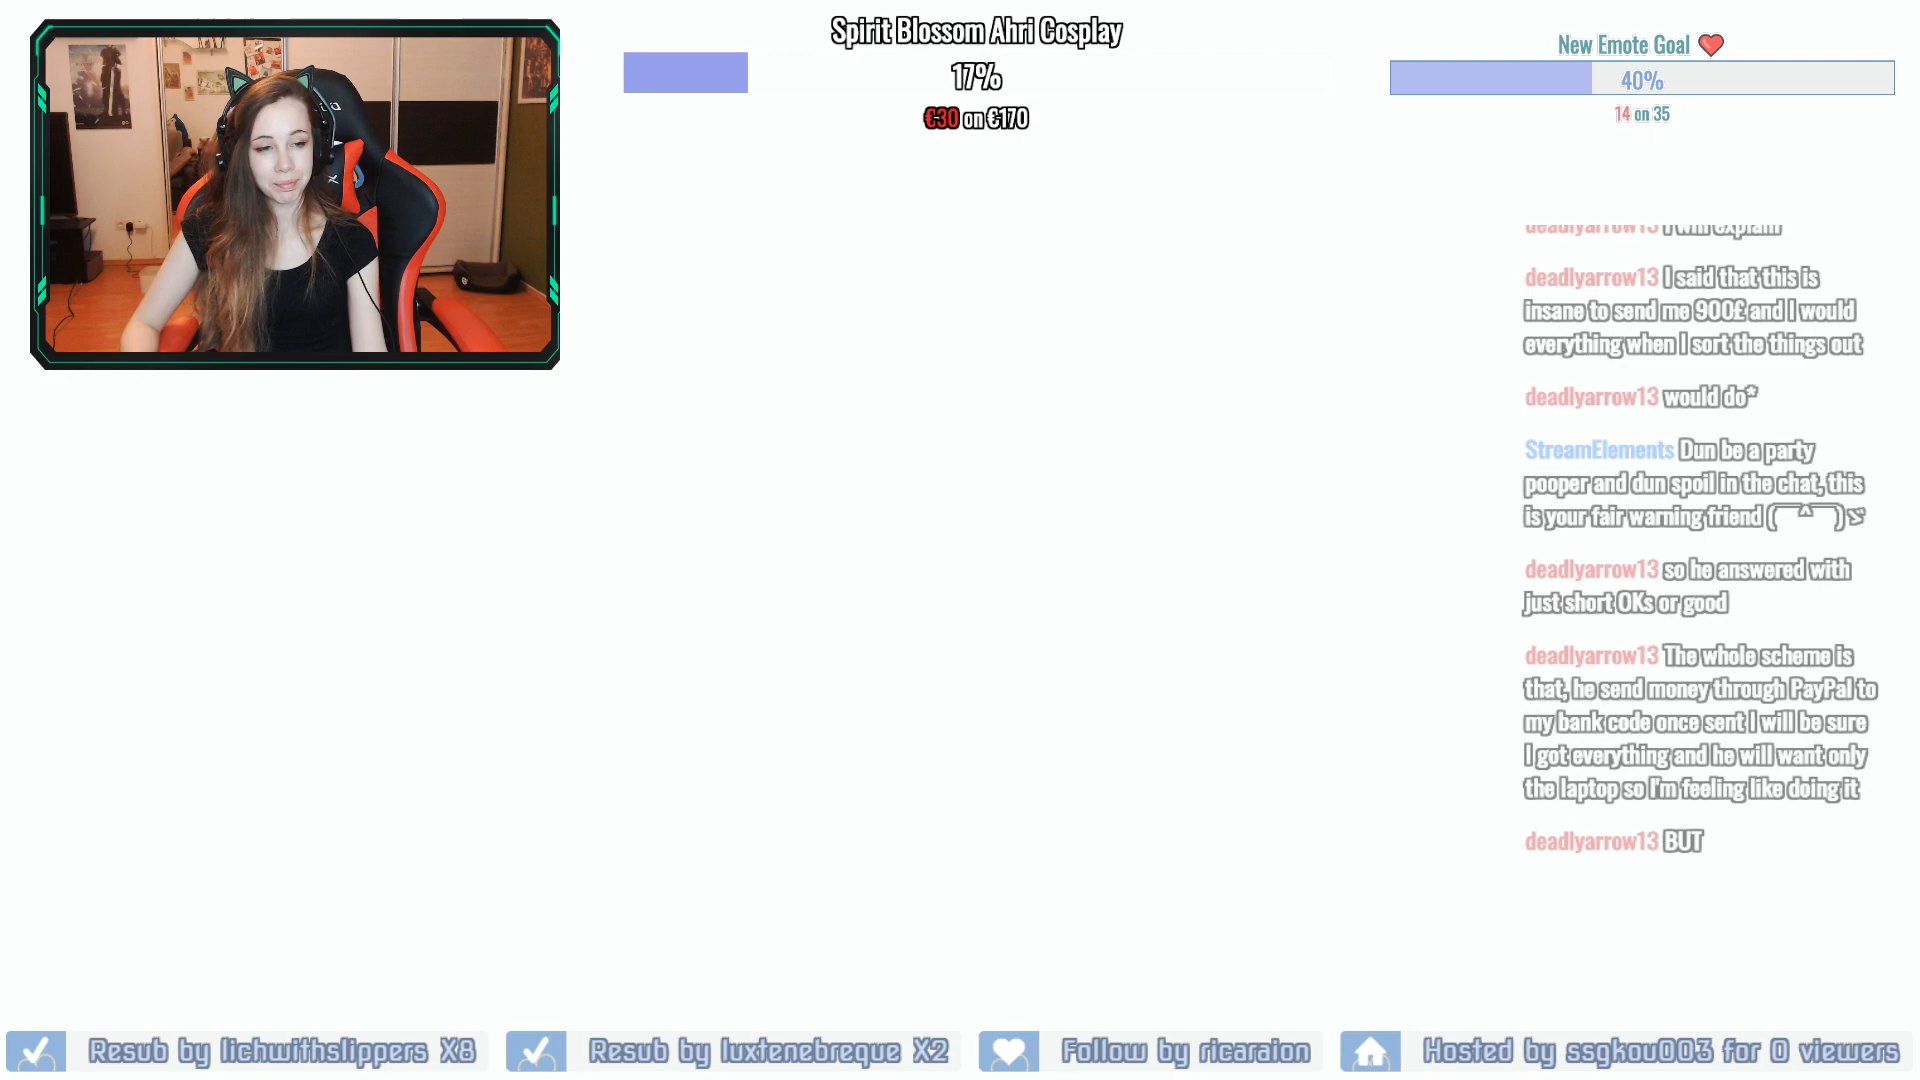 Spirit Blossom Ahri Cosplay
17%
€30 on €170
New Emote Goal
40%
14 on 35
deadlyarrow13 I will explain
deadlyarrow13 I said that this is
insane to send me 900£ and I would
everything when I sort the things out
deadlyarrow13 would do*
StreamElements Dun be a party
pooper and dun spoil in the chat, this
is your fair warning friend (￣^￣)ゞ
deadlyarrow13 so he answered with
just short OKs or good
deadlyarrow13 The whole scheme is
that, he send money through PayPal to
my bank code once sent I will be sure
I got everything and he will want only
the laptop so I'm feeling like doing it
deadlyarrow13 BUT
Resub by lichwithslippers X8
Resub by luxtenebreque X2
Follow by ricaraion
Hosted by ssgkou003 for 0 viewers